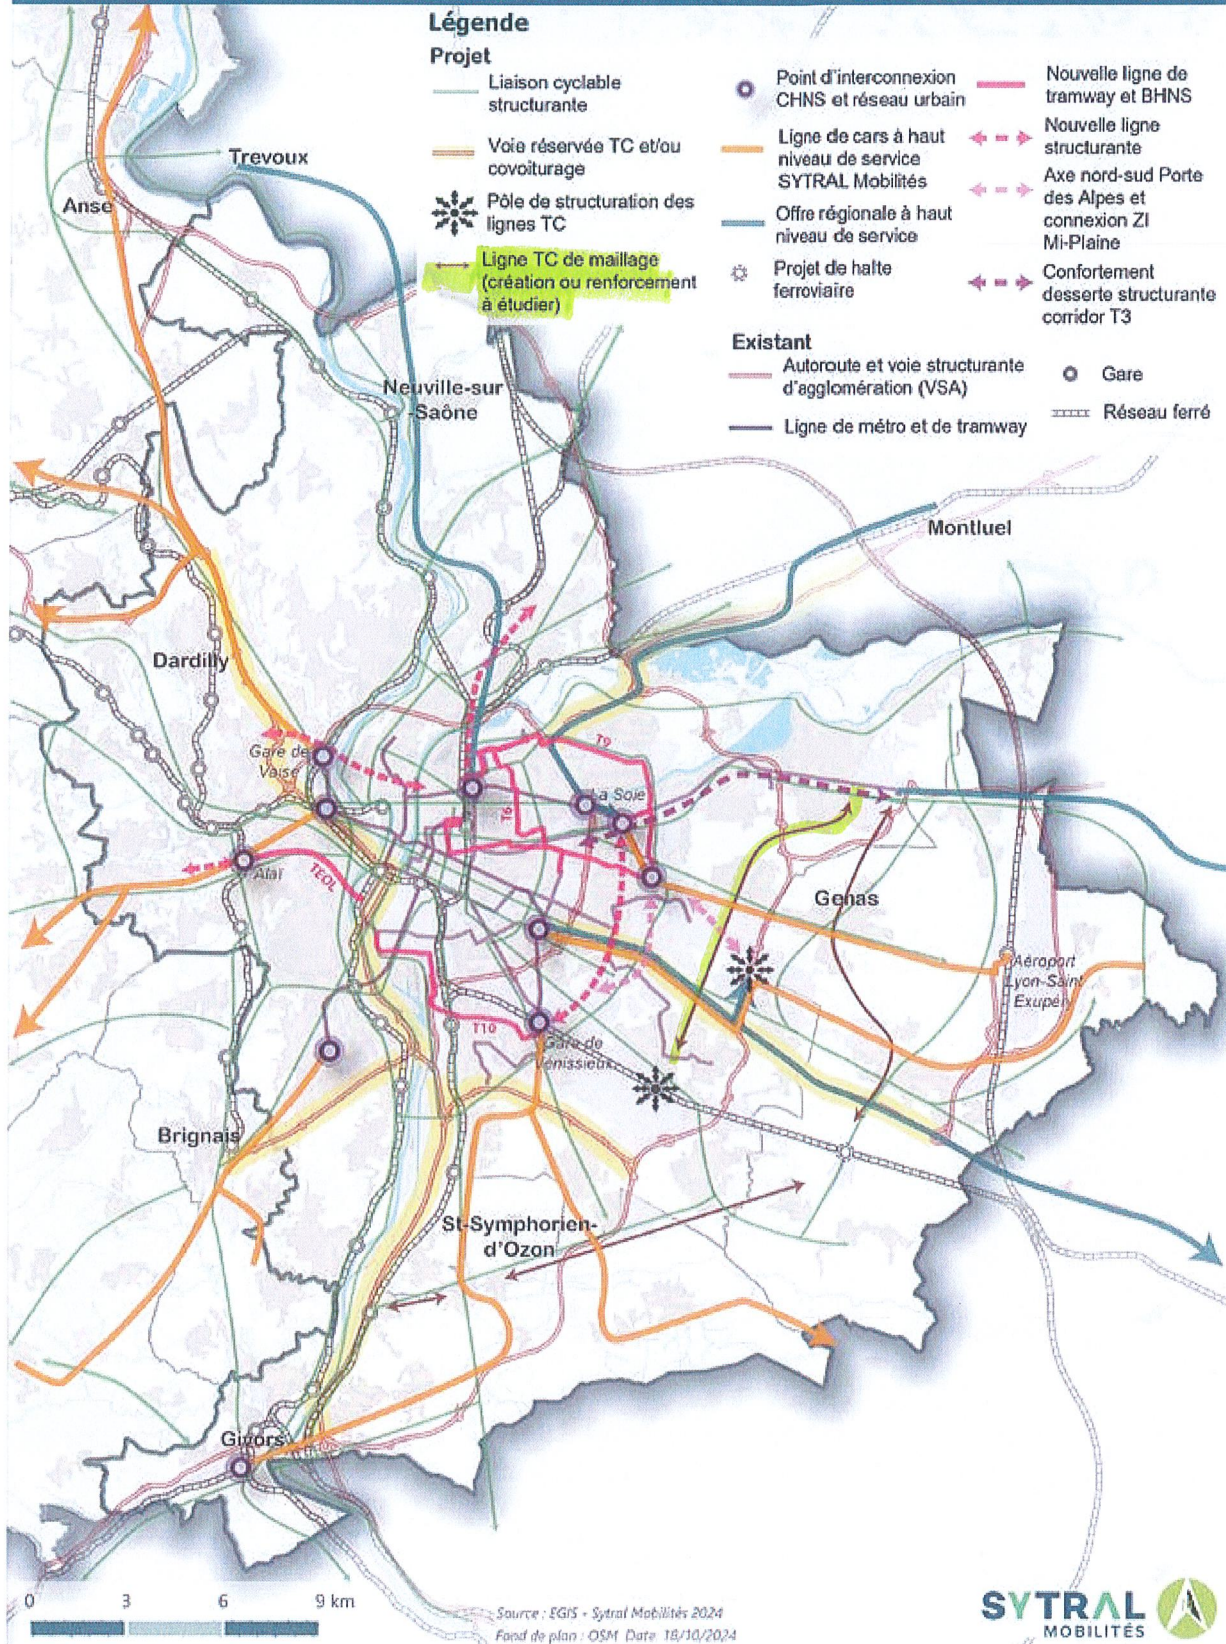 Légende
Projet
Liaison cyclable
structurante
Voie réservée TC et/ou
covoiturage
Pôle de structuration des
lignes TC
Ligne TC de maillage
(création ou renforcement
à étudier)
Point d'interconnexion
CHNS et réseau urbain
Ligne de cars à haut
niveau de service
SYTRAL Mobilités
Offre régionale à haut
niveau de service
Projet de halte
ferroviaire
Nouvelle ligne de
tramway et BHNS
Nouvelle ligne
structurante
Axe nord-sud Porte
des Alpes et
connexion ZI
Mi-Plaine
Confortement
desserte structurante
corridor T3
Existant
Autoroute et voie structurante
d'agglomération (VSA)
Ligne de métro et de tramway
Gare
Réseau ferré
Trevoux
Anse
Neuville-sur
-Saône
Montluel
Dardilly
Gare de
Vaise
T9
La Soie
T6
Alaï
TEOL
Genas
Aéroport
Lyon-Saint
Exupéry
T10
Gare de
Vénissieux
Brignais
St-Symphorien-
d'Ozon
Givors
0 3 6 9 km
Source : EGIS - Sytral Mobilités 2024
Fond de plan : OSM Date 18/10/2024
SYTRAL
MOBILITÉS